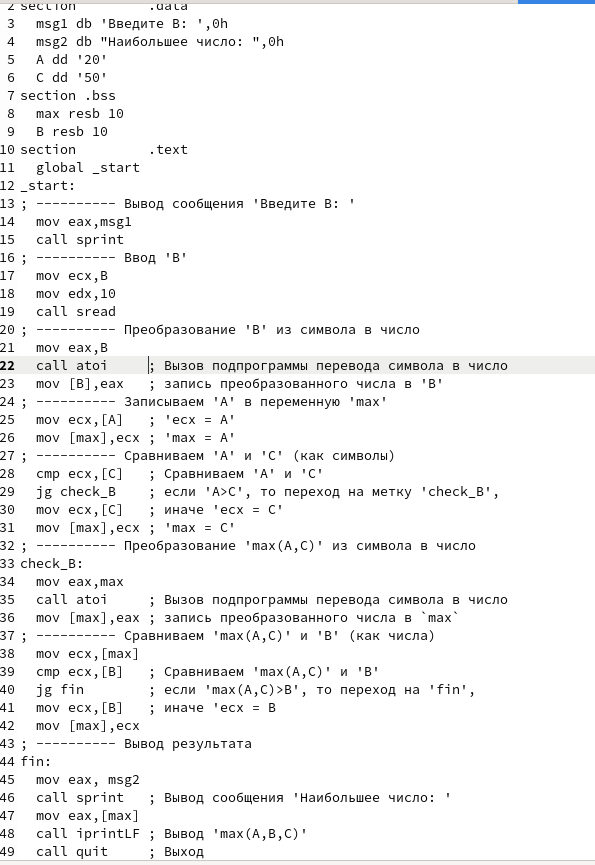 2 section         .data
3   msg1 db 'Введите B: ',0h
4   msg2 db "Наибольшее число: ",0h
5   A dd '20'
6   C dd '50'
7 section .bss
8   max resb 10
9   B resb 10
10 section         .text
11   global _start
12 _start:
13 ; ---------- Вывод сообщения 'Введите B: '
14   mov eax,msg1
15   call sprint
16 ; ---------- Ввод 'B'
17   mov ecx,B
18   mov edx,10
19   call sread
20 ; ---------- Преобразование 'B' из символа в число
21   mov eax,B
22   call atoi     ; Вызов подпрограммы перевода символа в число
23   mov [B],eax   ; запись преобразованного числа в 'B'
24 ; ---------- Записываем 'A' в переменную 'max'
25   mov ecx,[A]   ; 'ecx = A'
26   mov [max],ecx ; 'max = A'
27 ; ---------- Сравниваем 'A' и 'С' (как символы)
28   cmp ecx,[C]   ; Сравниваем 'A' и 'С'
29   jg check_B    ; если 'A>C', то переход на метку 'check_B',
30   mov ecx,[C]   ; иначе 'ecx = C'
31   mov [max],ecx ; 'max = C'
32 ; ---------- Преобразование 'max(A,C)' из символа в число
33 check_B:
34   mov eax,max
35   call atoi     ; Вызов подпрограммы перевода символа в число
36   mov [max],eax ; запись преобразованного числа в `max`
37 ; ---------- Сравниваем 'max(A,C)' и 'B' (как числа)
38   mov ecx,[max]
39   cmp ecx,[B]   ; Сравниваем 'max(A,C)' и 'B'
40   jg fin        ; если 'max(A,C)>B', то переход на 'fin',
41   mov ecx,[B]   ; иначе 'ecx = B
42   mov [max],ecx
43 ; ---------- Вывод результата
44 fin:
45   mov eax, msg2
46   call sprint   ; Вывод сообщения 'Наибольшее число: '
47   mov eax,[max]
48   call iprintLF ; Вывод 'max(A,B,C)'
49   call quit     ; Выход